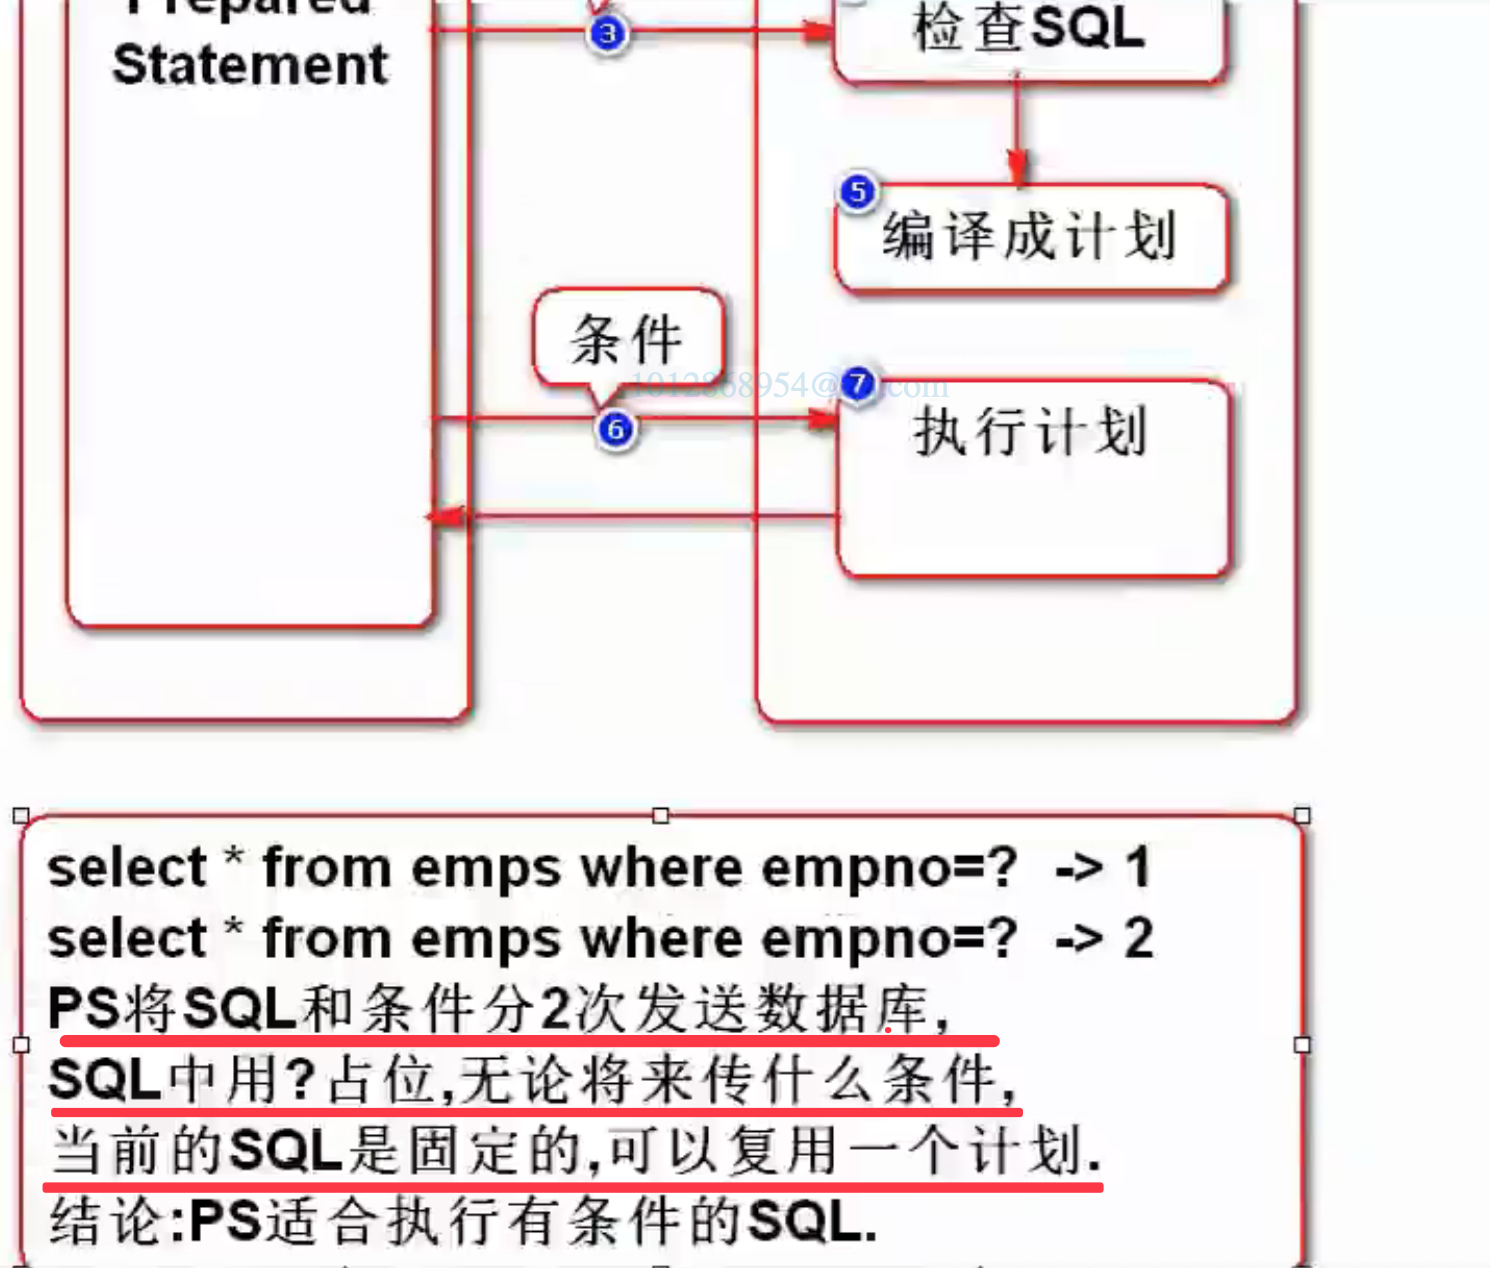 Prepared
Statement
3
检查SQL
5
编译成计划
条件
6
7
执行计划
select * from emps where empno=? -> 1
select * from emps where empno=? -> 2
PS将SQL和条件分2次发送数据库,
SQL中用?占位,无论将来传什么条件,
当前的SQL是固定的,可以复用一个计划.
结论:PS适合执行有条件的SQL.